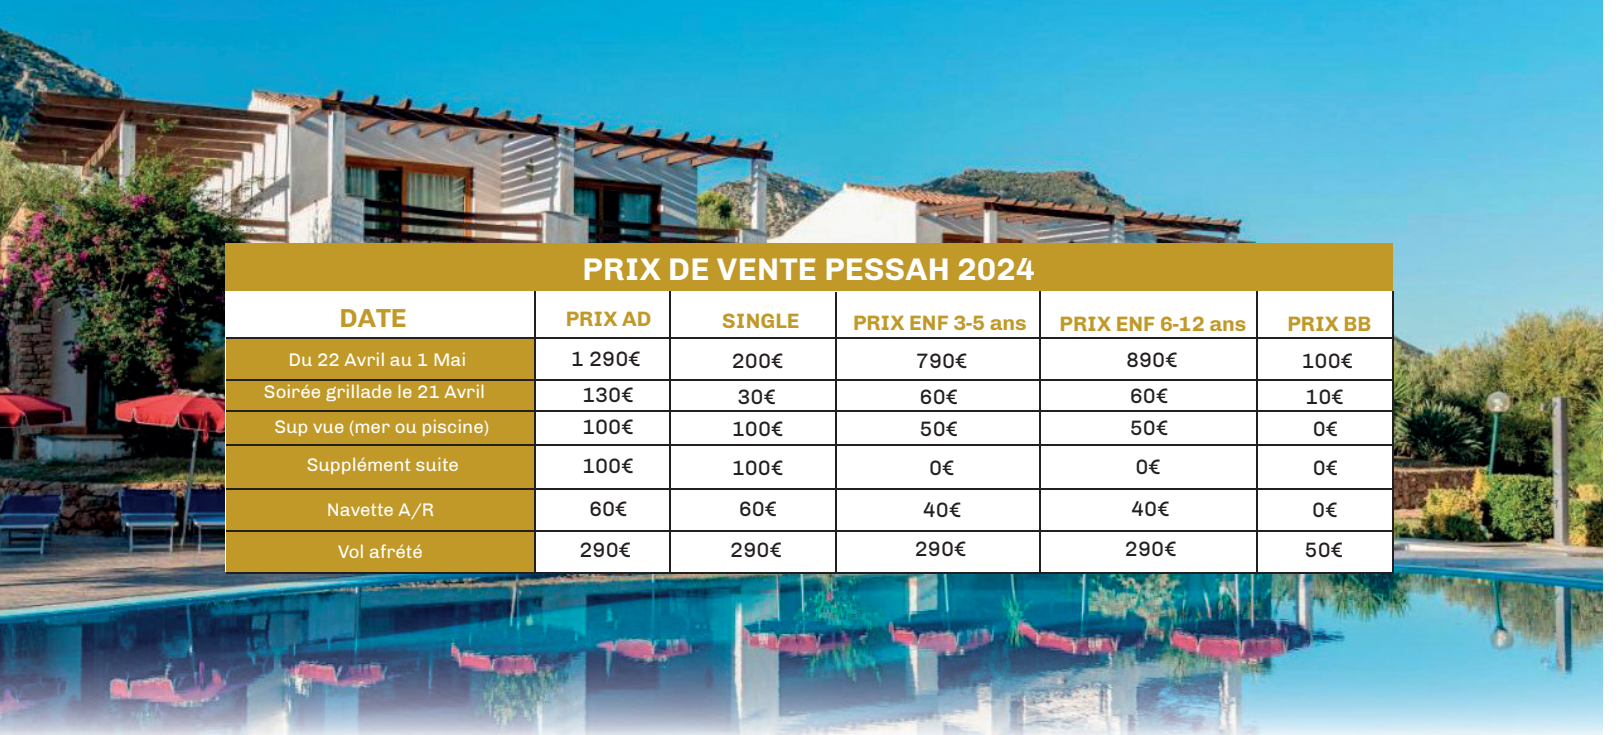 PRIX DE VENTE PESSAH 2024
DATE PRIX AD SINGLE PRIX ENF 3-5 ans PRIX ENF 6-12 ans PRIX BB
Du 22 Avril au 1 Mai 1 290€ 200€ 790€ 890€ 100€
Soirée grillade le 21 Avril 130€ 30€ 60€ 60€ 10€
Sup vue (mer ou piscine) 100€ 100€ 50€ 50€ 0€
Supplément suite 100€ 100€ 0€ 0€ 0€
Navette A/R 60€ 60€ 40€ 40€ 0€
Vol afrété 290€ 290€ 290€ 290€ 50€